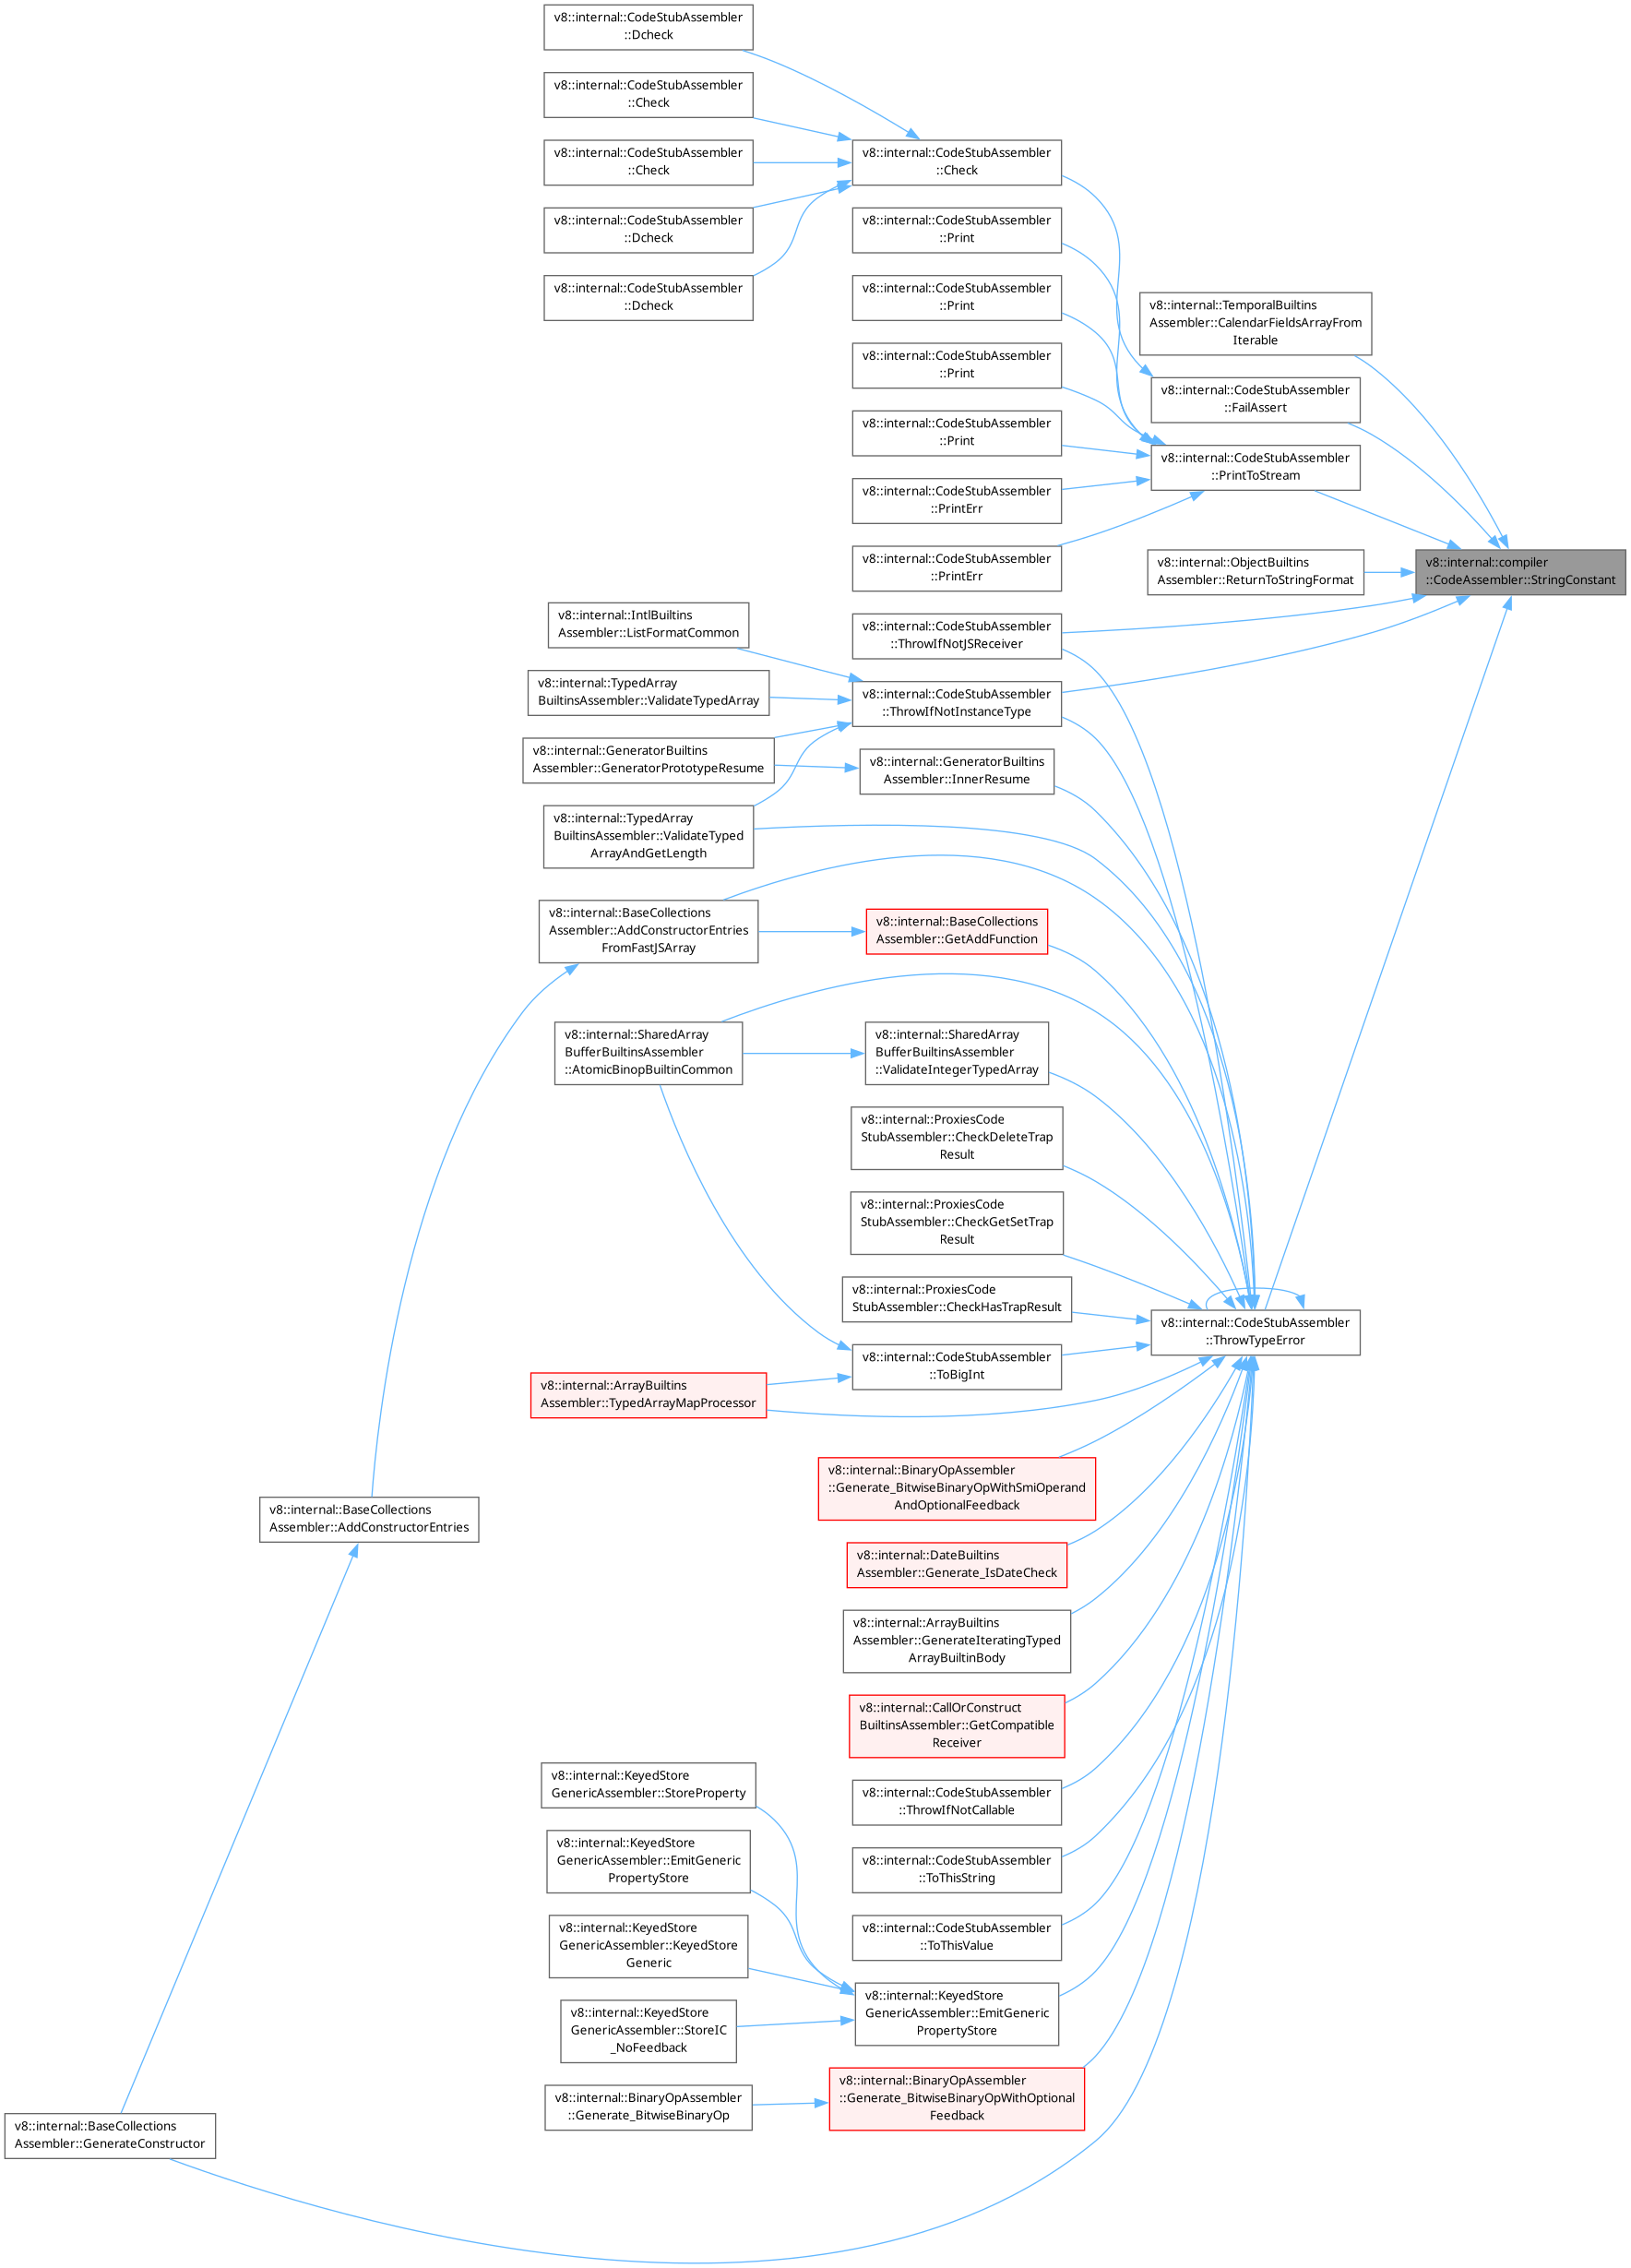 v8::internal::CodeStubAssembler
::Dcheck
v8::internal::CodeStubAssembler
::Check
v8::internal::CodeStubAssembler
::Check
v8::internal::CodeStubAssembler
::Dcheck
v8::internal::CodeStubAssembler
::Dcheck
v8::internal::CodeStubAssembler
::Check
v8::internal::CodeStubAssembler
::Print
v8::internal::CodeStubAssembler
::Print
v8::internal::CodeStubAssembler
::Print
v8::internal::CodeStubAssembler
::Print
v8::internal::CodeStubAssembler
::PrintErr
v8::internal::CodeStubAssembler
::PrintErr
v8::internal::TemporalBuiltins
Assembler::CalendarFieldsArrayFrom
Iterable
v8::internal::CodeStubAssembler
::FailAssert
v8::internal::CodeStubAssembler
::PrintToStream
v8::internal::ObjectBuiltins
Assembler::ReturnToStringFormat
v8::internal::compiler
::CodeAssembler::StringConstant
v8::internal::IntlBuiltins
Assembler::ListFormatCommon
v8::internal::TypedArray
BuiltinsAssembler::ValidateTypedArray
v8::internal::GeneratorBuiltins
Assembler::GeneratorPrototypeResume
v8::internal::TypedArray
BuiltinsAssembler::ValidateTyped
ArrayAndGetLength
v8::internal::CodeStubAssembler
::ThrowIfNotJSReceiver
v8::internal::CodeStubAssembler
::ThrowIfNotInstanceType
v8::internal::GeneratorBuiltins
Assembler::InnerResume
v8::internal::BaseCollections
Assembler::AddConstructorEntries
FromFastJSArray
v8::internal::BaseCollections
Assembler::GetAddFunction
v8::internal::SharedArray
BufferBuiltinsAssembler
::AtomicBinopBuiltinCommon
v8::internal::SharedArray
BufferBuiltinsAssembler
::ValidateIntegerTypedArray
v8::internal::ProxiesCode
StubAssembler::CheckDeleteTrap
Result
v8::internal::ProxiesCode
StubAssembler::CheckGetSetTrap
Result
v8::internal::ProxiesCode
StubAssembler::CheckHasTrapResult
v8::internal::CodeStubAssembler
::ThrowTypeError
v8::internal::CodeStubAssembler
::ToBigInt
v8::internal::ArrayBuiltins
Assembler::TypedArrayMapProcessor
v8::internal::BinaryOpAssembler
::Generate_BitwiseBinaryOpWithSmiOperand
AndOptionalFeedback
v8::internal::BaseCollections
Assembler::AddConstructorEntries
v8::internal::DateBuiltins
Assembler::Generate_IsDateCheck
v8::internal::ArrayBuiltins
Assembler::GenerateIteratingTyped
ArrayBuiltinBody
v8::internal::CallOrConstruct
BuiltinsAssembler::GetCompatible
Receiver
v8::internal::CodeStubAssembler
::ThrowIfNotCallable
v8::internal::CodeStubAssembler
::ToThisString
v8::internal::CodeStubAssembler
::ToThisValue
v8::internal::KeyedStore
GenericAssembler::StoreProperty
v8::internal::KeyedStore
GenericAssembler::EmitGeneric
PropertyStore
v8::internal::KeyedStore
GenericAssembler::KeyedStore
Generic
v8::internal::KeyedStore
GenericAssembler::StoreIC
_NoFeedback
v8::internal::KeyedStore
GenericAssembler::EmitGeneric
PropertyStore
v8::internal::BinaryOpAssembler
::Generate_BitwiseBinaryOp
v8::internal::BinaryOpAssembler
::Generate_BitwiseBinaryOpWithOptional
Feedback
v8::internal::BaseCollections
Assembler::GenerateConstructor